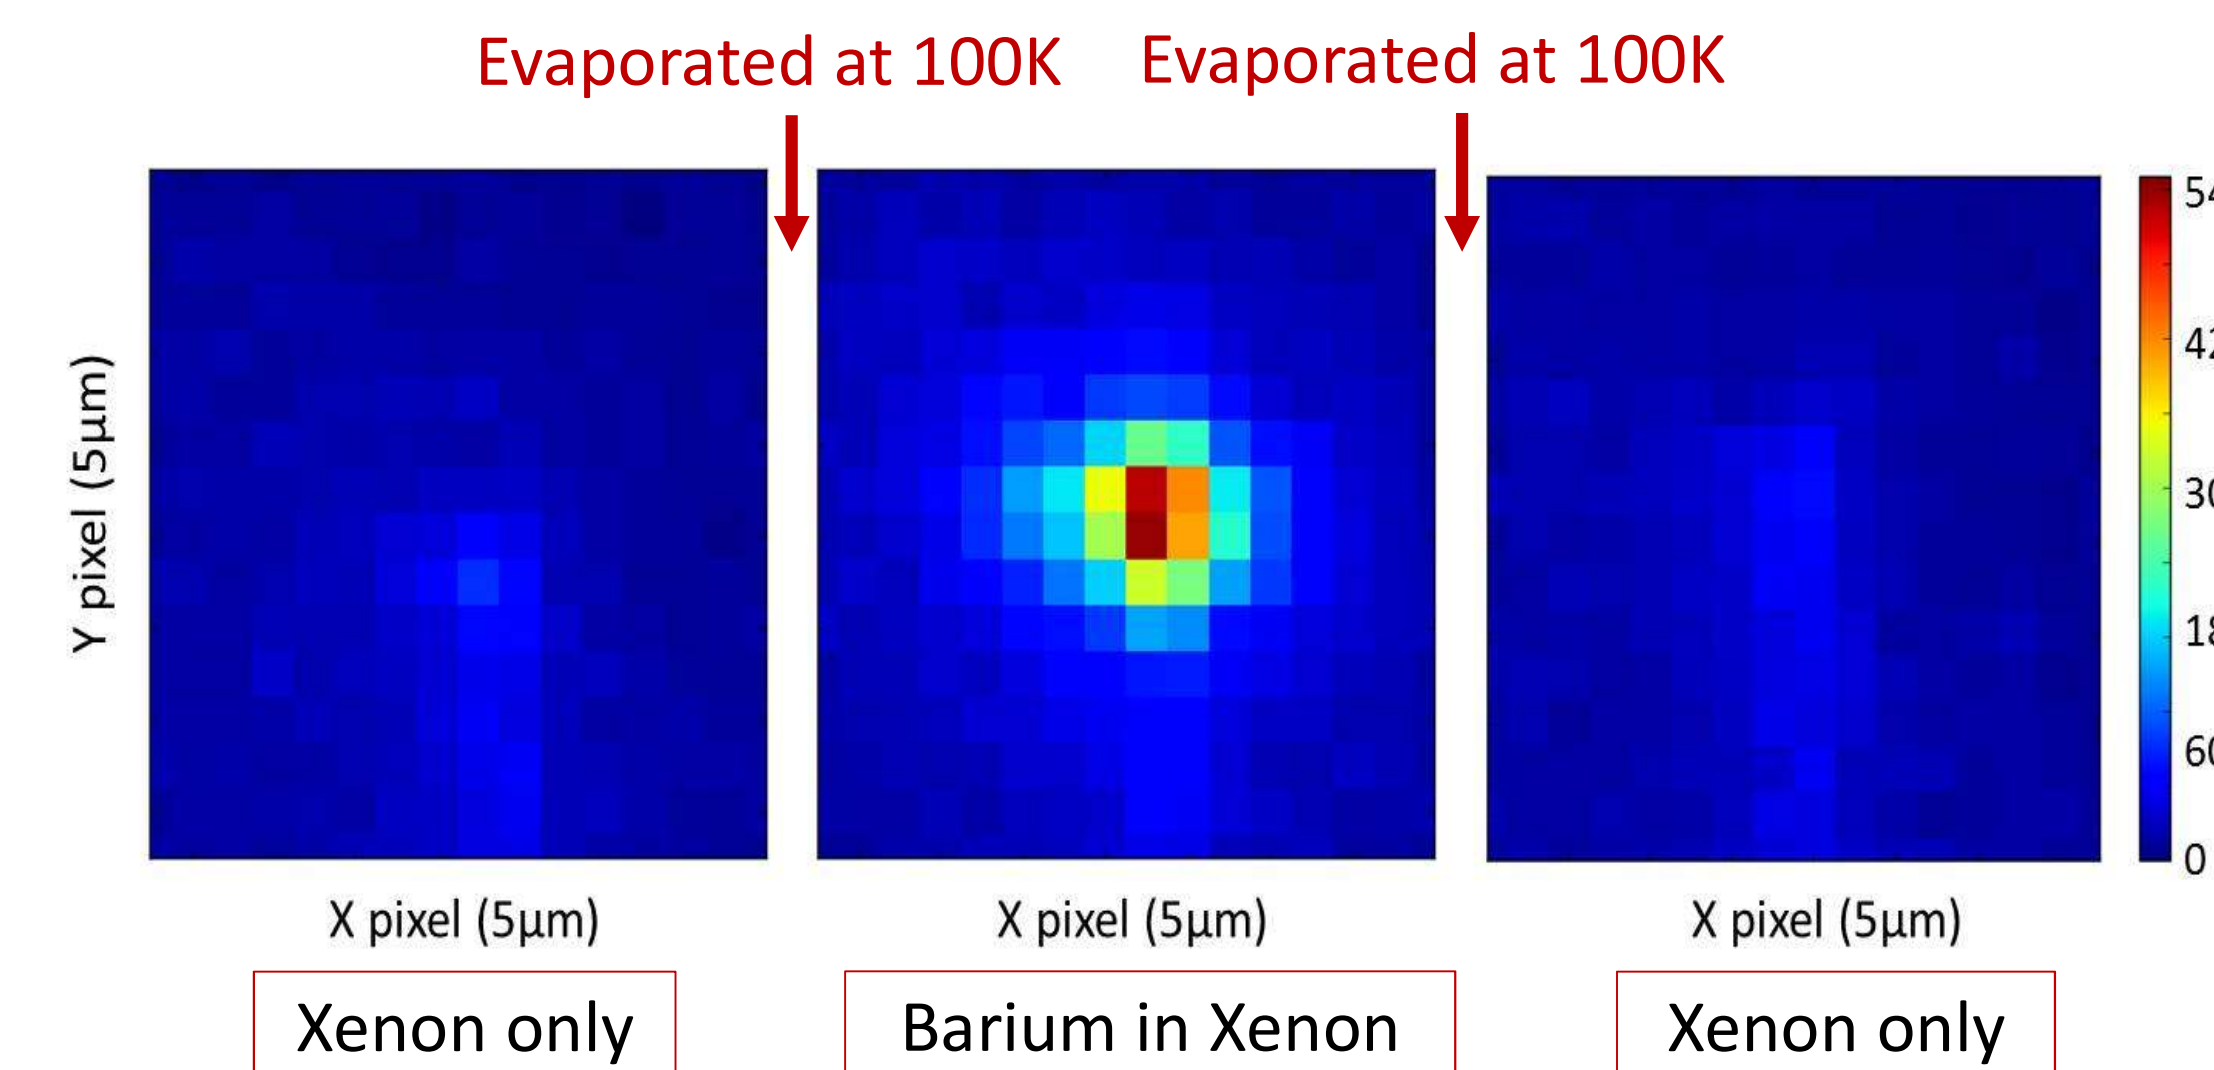 Evaporated at 100K
Evaporated at 100K
Y pixel (5μm)
X pixel (5μm)
X pixel (5μm)
X pixel (5μm)
0
Xenon only
Barium in Xenon
Xenon only